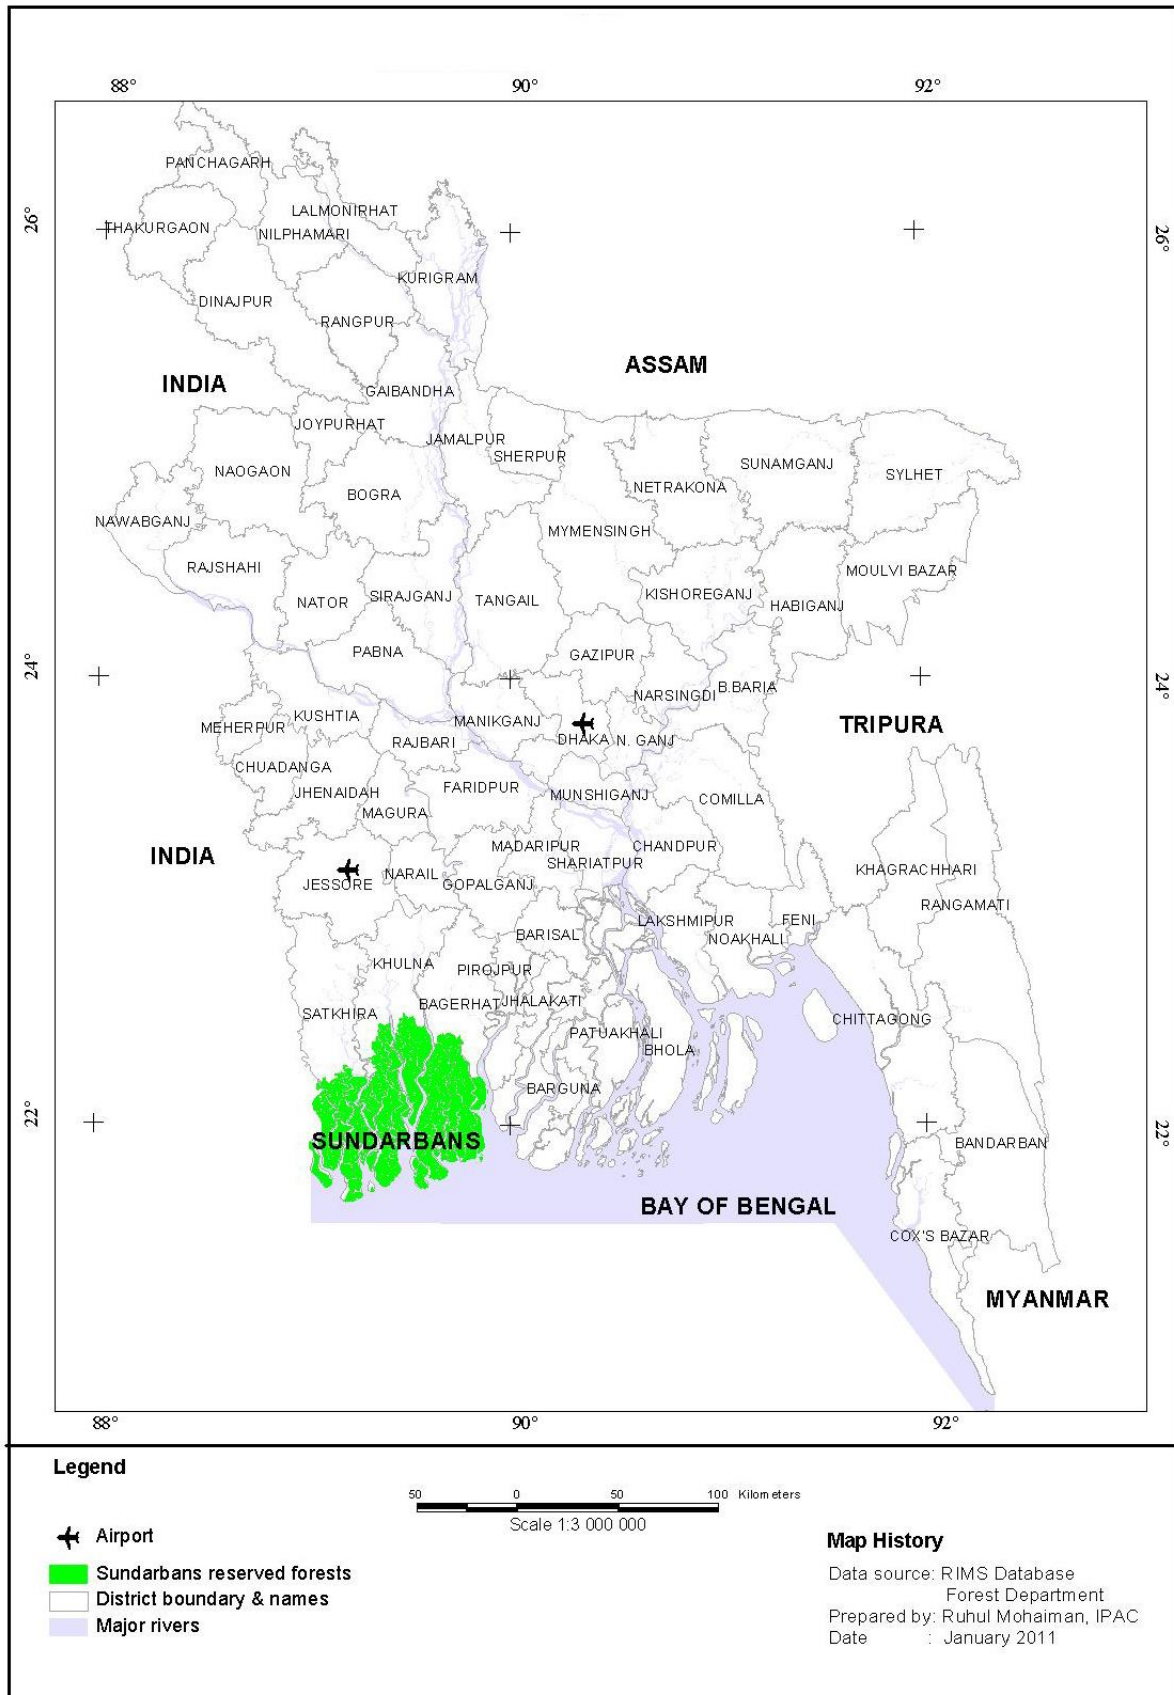 88° 90° 92°
PANCHAGARH
LALMONIRHAT
26° THAKURGAON NILPHAMARI 26°
KURIGRAM
DINAJPUR
RANGPUR
ASSAM
INDIA
GAIBANDHA
JOYPURHAT
JAMALPUR
SHERPUR
NAOGAON
SUNAMGANJ
SYLHET
BOGRA
NETRAKONA
NAWABGANJ
MYMENSINGH
RAJSHAHI
MOULVI BAZAR
NATOR SIRAJGANJ TANGAIL KISHOREGANJ
HABIGANJ
PABNA GAZIPUR
24° 24°
NARSINGDI B.BARIA
MEHERPUR KUSHTIA MANIKGANJ TRIPURA
RAJBARI DHAKA N. GANJ
CHUADANGA
JHENAIDAH FARIDPUR MUNSHIGANJ COMILLA
MAGURA
INDIA
MADARIPUR CHANDPUR
SHARIATPUR
KHAGRACHHARI
JESSORE NARAIL GOPALGANJ
RANGAMATI
LAKSHMIPUR FENI
BARISAL NOAKHALI
KHULNA PIROJPUR
BAGERHAT JHALAKATI
SATKHIRA CHITTAGONG
PATUAKHALI
BHOLA
BARGUNA
22° 22°
SUNDARBANS BANDARBAN
BAY OF BENGAL
COX'S BAZAR
MYANMAR
88° 90° 92°
Legend
50 0 50 100 Kilometers
Scale 1:3 000 000
Airport
Sundarbans reserved forests
District boundary & names
Major rivers
Map History
Data source: RIMS Database
Forest Department
Prepared by: Ruhul Mohaiman, IPAC
Date : January 2011